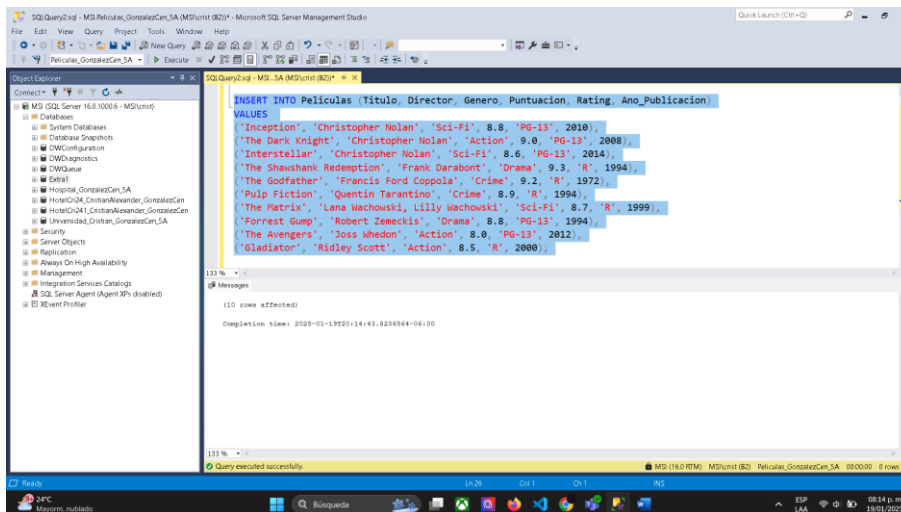 SQLQuery2.sql - MSI.Peliculas_GonzalezCen_5A (MSI\crist (82))* - Microsoft SQL Server Management Studio
Quick Launch (Ctrl+Q)
File Edit View Query Project Tools Window Help
New Query
Peliculas_GonzalezCen_5A
Execute
Object Explorer
SQLQuery2.sql - MSI...5A (MSI\crist (82))*
Connect
MSI (SQL Server 16.0.1000.6 - MSI\crist)
Databases
System Databases
Database Snapshots
DWConfiguration
DWDiagnostics
DWQueue
Extra1
Hospital_GonzalezCen_5A
HotelCri24_CristianAlexander_GonzalezCen
HotelCri241_CristianAlexander_GonzalezCen
Universidad_Cristian_GonzalezCen_5A
Security
Server Objects
Replication
Always On High Availability
Management
Integration Services Catalogs
SQL Server Agent (Agent XPs disabled)
XEvent Profiler
INSERT INTO Peliculas (Titulo, Director, Genero, Puntuacion, Rating, Ano_Publicacion)
VALUES
('Inception', 'Christopher Nolan', 'Sci-Fi', 8.8, 'PG-13', 2010),
('The Dark Knight', 'Christopher Nolan', 'Action', 9.0, 'PG-13', 2008),
('Interstellar', 'Christopher Nolan', 'Sci-Fi', 8.6, 'PG-13', 2014),
('The Shawshank Redemption', 'Frank Darabont', 'Drama', 9.3, 'R', 1994),
('The Godfather', 'Francis Ford Coppola', 'Crime', 9.2, 'R', 1972),
('Pulp Fiction', 'Quentin Tarantino', 'Crime', 8.9, 'R', 1994),
('The Matrix', 'Lana Wachowski, Lilly Wachowski', 'Sci-Fi', 8.7, 'R', 1999),
('Forrest Gump', 'Robert Zemeckis', 'Drama', 8.8, 'PG-13', 1994),
('The Avengers', 'Joss Whedon', 'Action', 8.0, 'PG-13', 2012),
('Gladiator', 'Ridley Scott', 'Action', 8.5, 'R', 2000);
133 %
Messages
(10 rows affected)
Completion time: 2025-01-19T20:14:43.8206564-06:00
133 %
Query executed successfully.
MSI (16.0 RTM) MSI\crist (82) Peliculas_GonzalezCen_5A 00:00:00 0 rows
Ready
Ln 26 Col 1 Ch 1 INS
24°C
Mayorm. nublado
Búsqueda
ESP
LAA
08:14 p. m.
19/01/2025